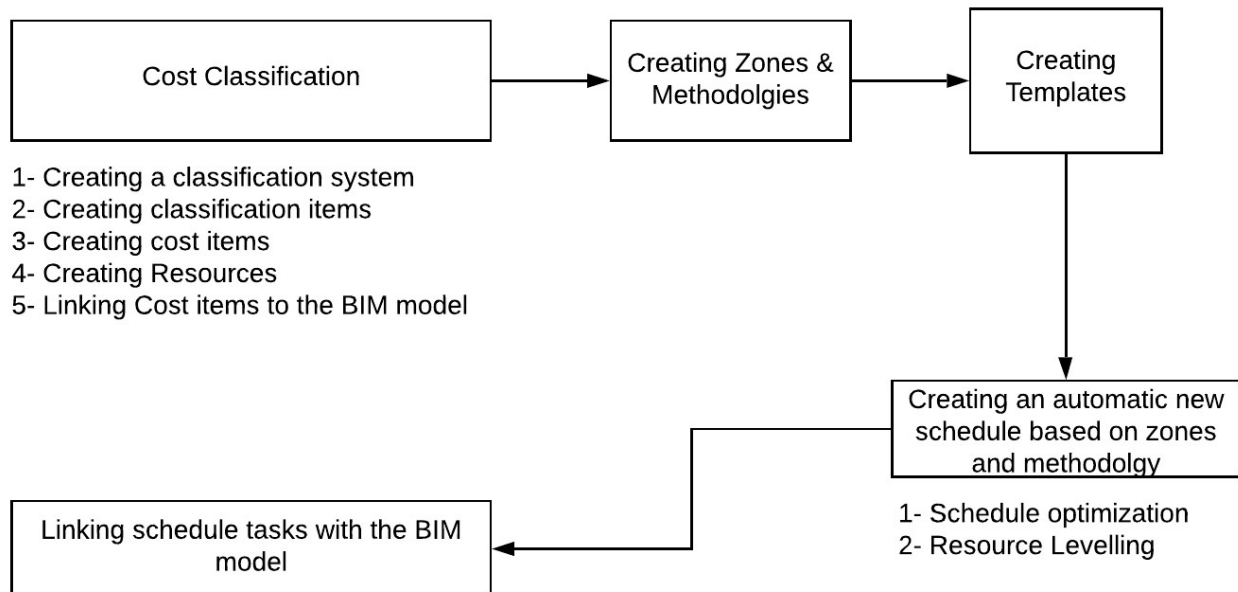 Cost Classification
Creating Zones &
Methodolgies
Creating
Templates
1- Creating a classification system
2- Creating classification items
3- Creating cost items
4- Creating Resources
5- Linking Cost items to the BIM model
Creating an automatic new
schedule based on zones
and methodolgy
1- Schedule optimization
2- Resource Levelling
Linking schedule tasks with the BIM
model